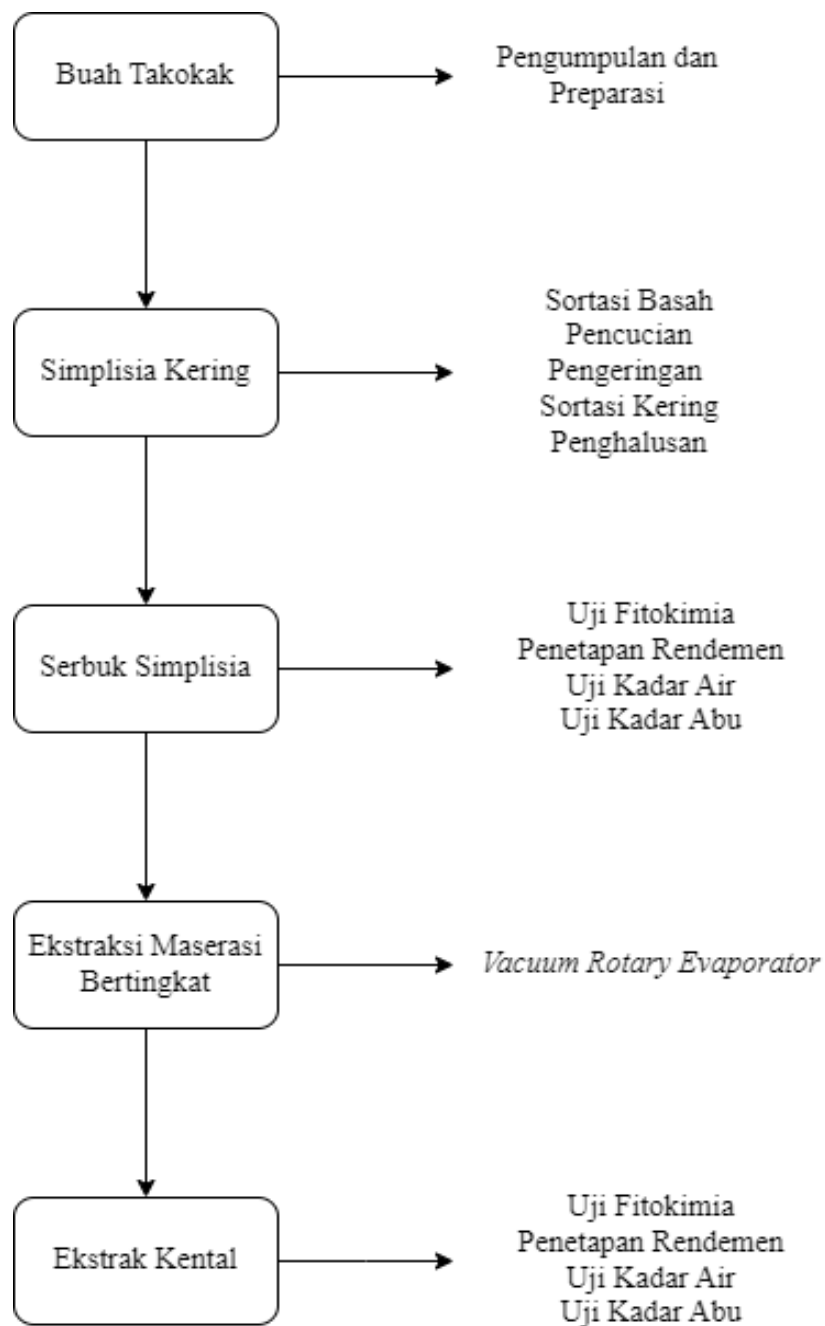 Buah Takokak
Pengumpulan dan
Preparasi
Simplisia Kering
Sortasi Basah
Pencucian
Pengeringan
Sortasi Kering
Penghalusan
Serbuk Simplisia
Uji Fitokimia
Penetapan Rendemen
Uji Kadar Air
Uji Kadar Abu
Ekstraksi Maserasi
Bertingkat
Vacuum Rotary Evaporator
Ekstrak Kental
Uji Fitokimia
Penetapan Rendemen
Uji Kadar Air
Uji Kadar Abu